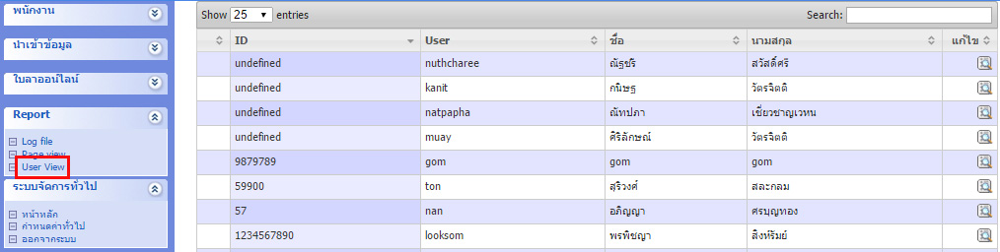 พนักงาน
นำเข้าข้อมูล
ใบลาออนไลน์
Report
Log file
Page view
User View
ระบบจัดการทั่วไป
หน้าหลัก
กำหนดค่าทั่วไป
ออกจากระบบ
Show 25 entries Search:
ID User ชื่อ นามสกุล แก้ไข
undefined nuthcharee ณัฐชรี สวัสดิ์ศรี
undefined kanit กนิษฐ วัตรจิตติ
undefined natpapha ณัทปภา เชี่ยวชาญเวทน
undefined muay ศิริลักษณ์ วัตรจิตติ
9879789 gom gom gom
59900 ton สุริวงศ์ สละกลม
57 nan อภิญญา ศรบุญทอง
1234567890 looksom พรพิชญา สิงห์รัมย์